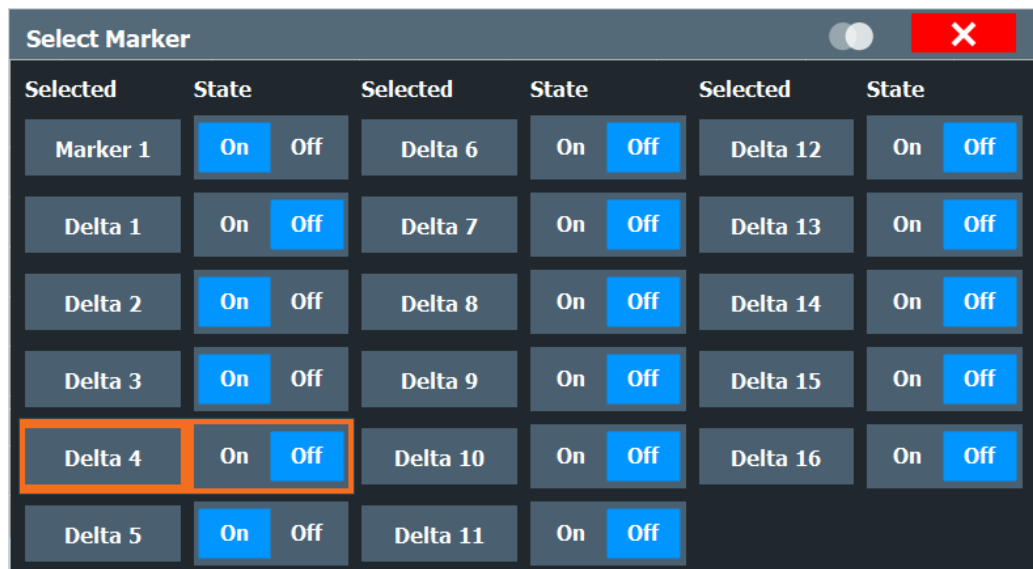 Select Marker
Selected State Selected State Selected State
Marker 1 On Off Delta 6 On Off Delta 12 On Off
Delta 1 On Off Delta 7 On Off Delta 13 On Off
Delta 2 On Off Delta 8 On Off Delta 14 On Off
Delta 3 On Off Delta 9 On Off Delta 15 On Off
Delta 4 On Off Delta 10 On Off Delta 16 On Off
Delta 5 On Off Delta 11 On Off